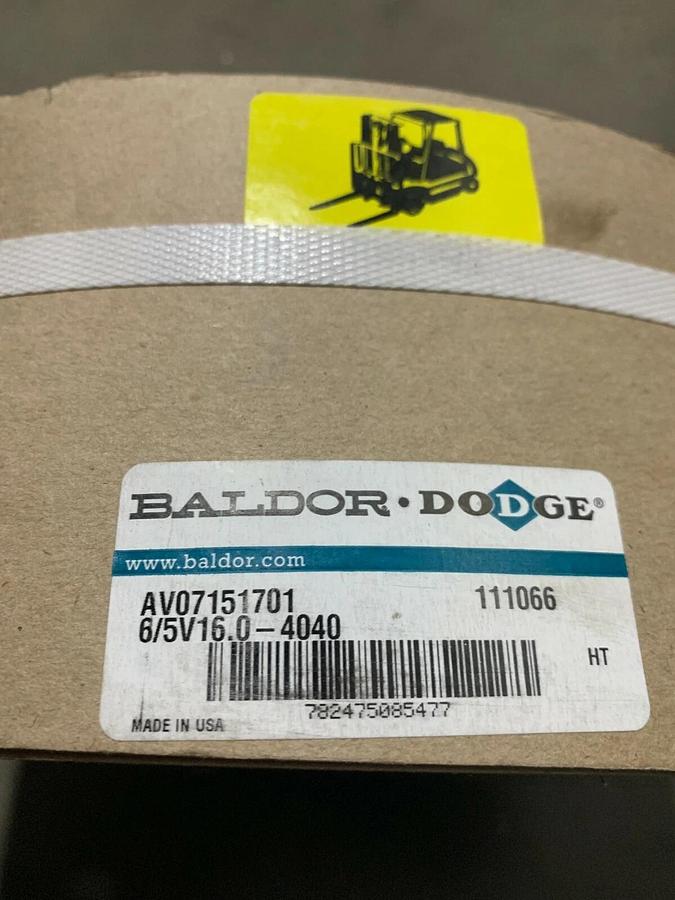 BALDOR • DODGE®
www.baldor.com
AV07151701 111066
6/5V16.0-4040
HT
782475085477
MADE IN USA